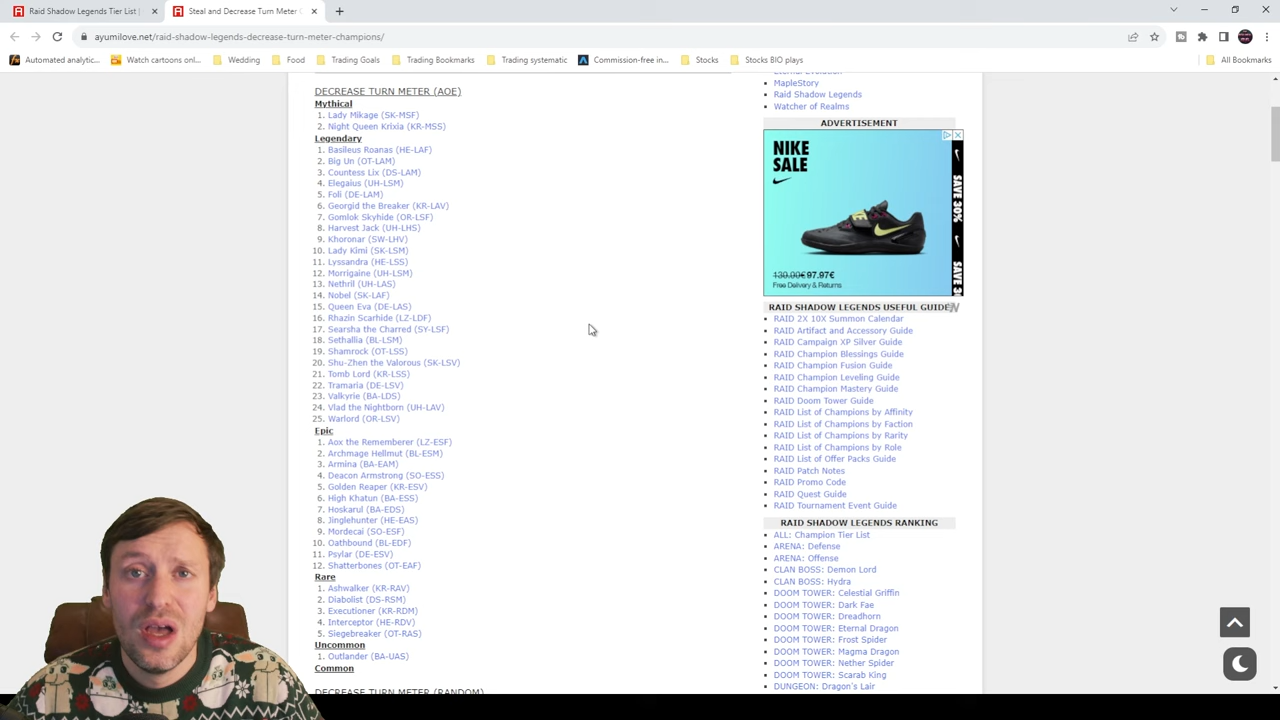 Raid Shadow Legends Tier List |
Steal and Decrease Turn Meter C
ayumilove.net/raid-shadow-legends-decrease-turn-meter-champions/
Automated analytic...
Watch cartoons onl...
Wedding
Food
Trading Goals
Trading Bookmarks
Trading systematic
Commission-free in...
Stocks
Stocks BIO plays
All Bookmarks
DECREASE TURN METER (AOE)
Mythical
1. Lady Mikage (SK-MSF)
2. Night Queen Krixia (KR-MSS)
Legendary
1. Basileus Roanas (HE-LAF)
2. Big Un (OT-LAM)
3. Countess Lix (DS-LAM)
4. Elegaius (UH-LSM)
5. Foli (DE-LAM)
6. Georgid the Breaker (KR-LAV)
7. Gomlok Skyhide (OR-LSF)
8. Harvest Jack (UH-LHS)
9. Khoronar (SW-LHV)
10. Lady Kimi (SK-LSM)
11. Lyssandra (HE-LSS)
12. Morrigaine (UH-LSM)
13. Nethril (UH-LAS)
14. Nobel (SK-LAF)
15. Queen Eva (DE-LAS)
16. Rhazin Scarhide (LZ-LDF)
17. Searsha the Charred (SY-LSF)
18. Sethallia (BL-LSM)
19. Shamrock (OT-LSS)
20. Shu-Zhen the Valorous (SK-LSV)
21. Tomb Lord (KR-LSS)
22. Tramaria (DE-LSV)
23. Valkyrie (BA-LDS)
24. Vlad the Nightborn (UH-LAV)
25. Warlord (OR-LSV)
Epic
1. Aox the Rememberer (LZ-ESF)
2. Archmage Hellmut (BL-ESM)
3. Armina (BA-EAM)
4. Deacon Armstrong (SO-ESS)
5. Golden Reaper (KR-ESV)
6. High Khatun (BA-ESS)
7. Hoskarul (BA-EDS)
8. Jinglehunter (HE-EAS)
9. Mordecai (SO-ESF)
10. Oathbound (BL-EDF)
11. Psylar (DE-ESV)
12. Shatterbones (OT-EAF)
Rare
1. Ashwalker (KR-RAV)
2. Diabolist (DS-RSM)
3. Executioner (KR-RDM)
4. Interceptor (HE-RDV)
5. Siegebreaker (OT-RAS)
Uncommon
1. Outlander (BA-UAS)
Common
DECREASE TURN METER (RANDOM)
Eternal Evolution
MapleStory
Raid Shadow Legends
Watcher of Realms
ADVERTISEMENT
NIKE
SALE
130.00€ 97.97€
Free Delivery & Returns
SAVE 30%
RAID SHADOW LEGENDS USEFUL GUIDE
RAID 2X 10X Summon Calendar
RAID Artifact and Accessory Guide
RAID Campaign XP Silver Guide
RAID Champion Blessings Guide
RAID Champion Fusion Guide
RAID Champion Leveling Guide
RAID Champion Mastery Guide
RAID Doom Tower Guide
RAID List of Champions by Affinity
RAID List of Champions by Faction
RAID List of Champions by Rarity
RAID List of Champions by Role
RAID List of Offer Packs Guide
RAID Patch Notes
RAID Promo Code
RAID Quest Guide
RAID Tournament Event Guide
RAID SHADOW LEGENDS RANKING
ALL: Champion Tier List
ARENA: Defense
ARENA: Offense
CLAN BOSS: Demon Lord
CLAN BOSS: Hydra
DOOM TOWER: Celestial Griffin
DOOM TOWER: Dark Fae
DOOM TOWER: Dreadhorn
DOOM TOWER: Eternal Dragon
DOOM TOWER: Frost Spider
DOOM TOWER: Magma Dragon
DOOM TOWER: Nether Spider
DOOM TOWER: Scarab King
DUNGEON: Dragon's Lair